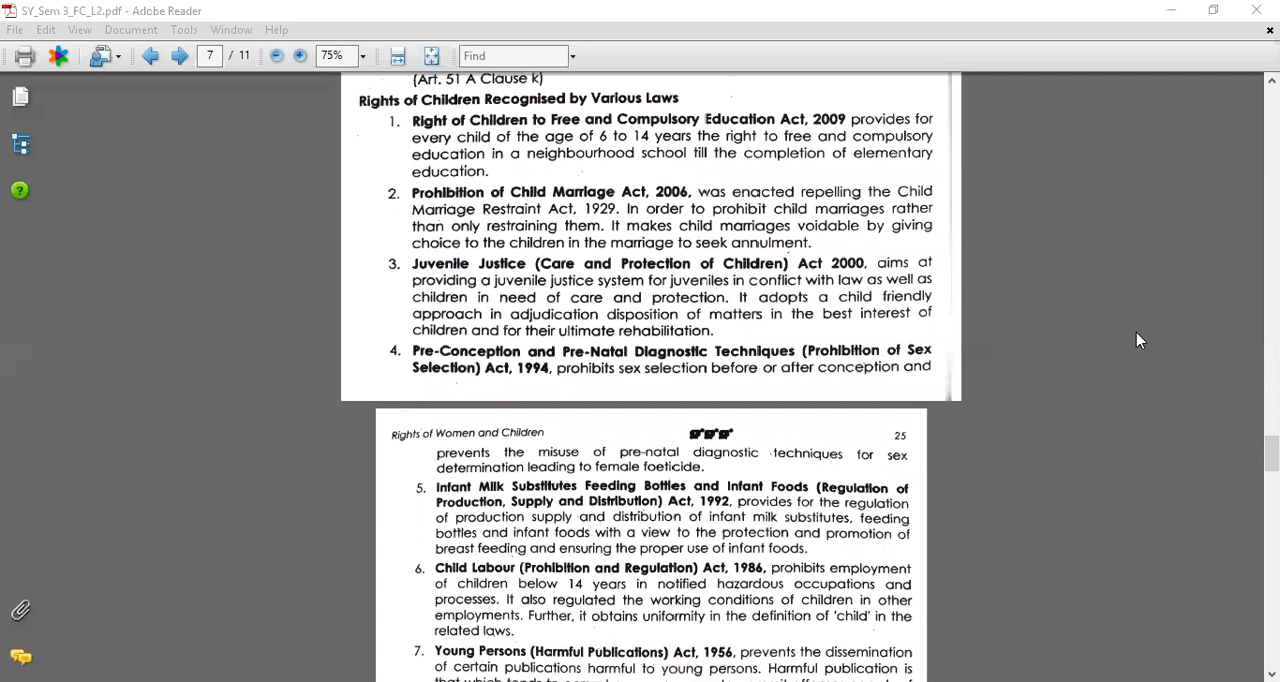 SY_Sem 3_FC_L2.pdf - Adobe Reader
File Edit View Document Tools Window Help
7 / 11 75% Find
(Art. 51 A Clause k)
Rights of Children Recognised by Various Laws
1. Right of Children to Free and Compulsory Education Act, 2009 provides for
every child of the age of 6 to 14 years the right to free and compulsory
education in a neighbourhood school till the completion of elementary
education.
2. Prohibition of Child Marriage Act, 2006, was enacted repelling the Child
Marriage Restraint Act, 1929. In order to prohibit child marriages rather
than only restraining them. It makes child marriages voidable by giving
choice to the children in the marriage to seek annulment.
3. Juvenile Justice (Care and Protection of Children) Act 2000, aims at
providing a juvenile justice system for juveniles in conflict with law as well as
children in need of care and protection. It adopts a child friendly
approach in adjudication disposition of matters in the best interest of
children and for their ultimate rehabilitation.
4. Pre-Conception and Pre-Natal Diagnostic Techniques (Prohibition of Sex
Selection) Act, 1994, prohibits sex selection before or after conception and
Rights of Women and Children 25
prevents the misuse of pre-natal diagnostic techniques for sex
determination leading to female foeticide.
5. Infant Milk Substitutes Feeding Bottles and Infant Foods (Regulation of
Production, Supply and Distribution) Act, 1992, provides for the regulation
of production supply and distribution of infant milk substitutes, feeding
bottles and infant foods with a view to the protection and promotion of
breast feeding and ensuring the proper use of infant foods.
6. Child Labour (Prohibition and Regulation) Act, 1986, prohibits employment
of children below 14 years in notified hazardous occupations and
processes. It also regulated the working conditions of children in other
employments. Further, it obtains uniformity in the definition of 'child' in the
related laws.
7. Young Persons (Harmful Publications) Act, 1956, prevents the dissemination
of certain publications harmful to young persons. Harmful publication is